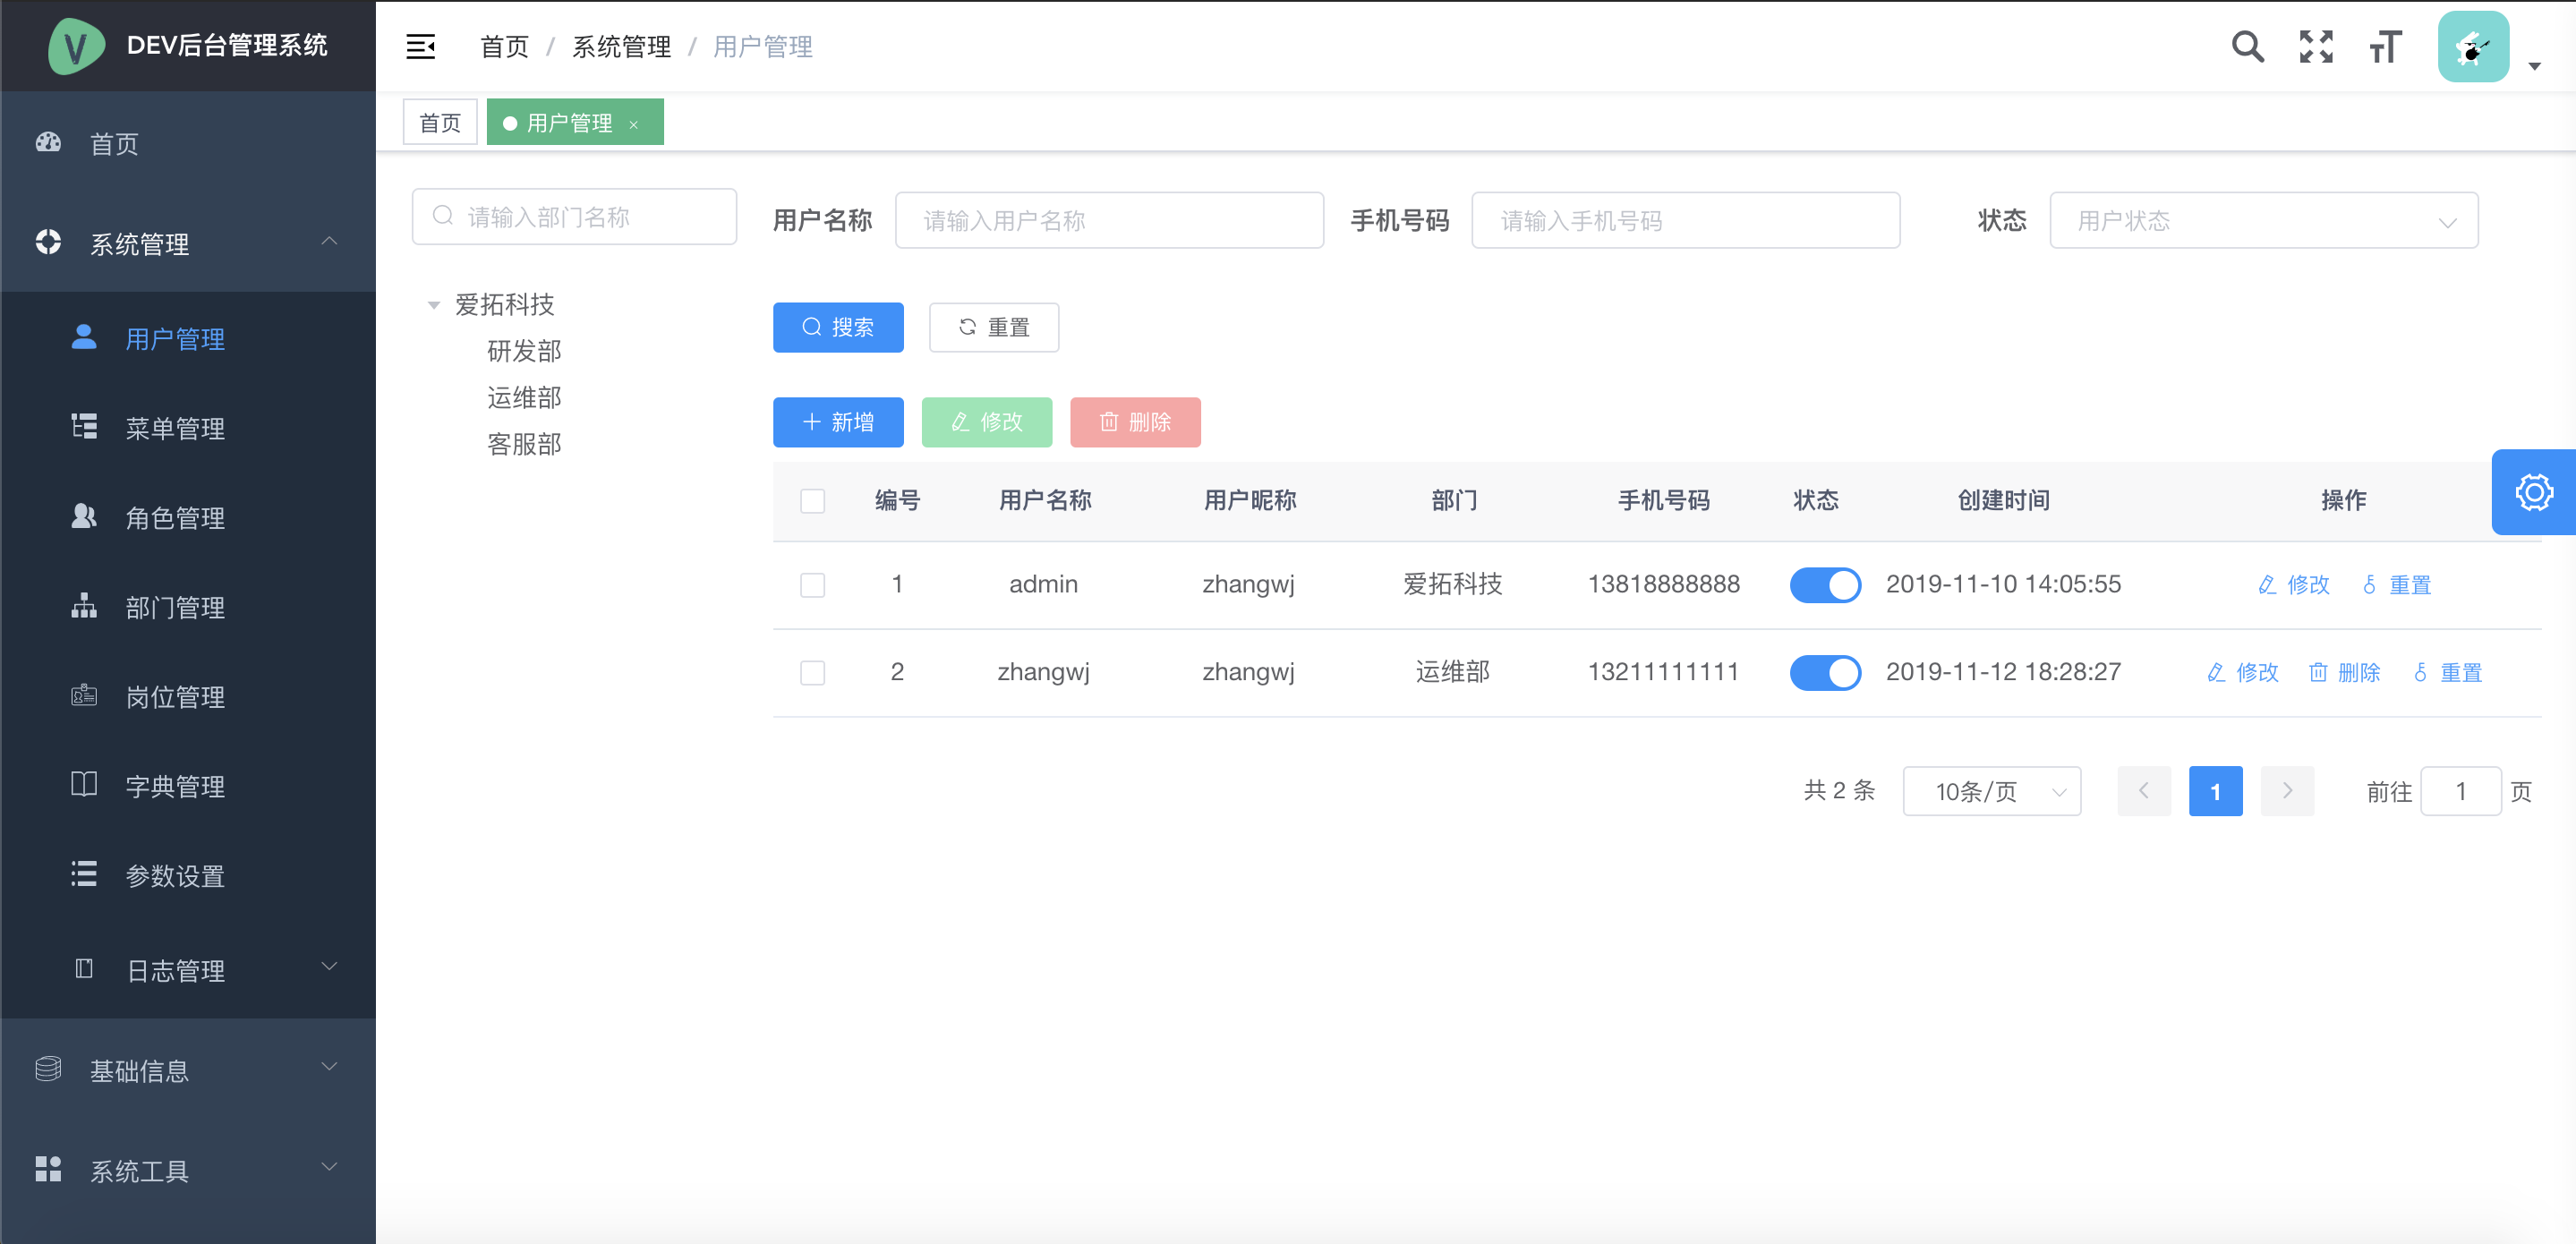 DEV后台管理系统
首页 / 系统管理 / 用户管理
首页
用户管理 ×
首页
系统管理
用户管理
菜单管理
角色管理
部门管理
岗位管理
字典管理
参数设置
日志管理
基础信息
系统工具
请输入部门名称
爱拓科技
研发部
运维部
客服部
用户名称 请输入用户名称 手机号码 请输入手机号码 状态 用户状态
搜索 重置
新增 修改 删除
编号 用户名称 用户昵称 部门 手机号码 状态 创建时间 操作
1 admin zhangwj 爱拓科技 13818888888 2019-11-10 14:05:55 修改 重置
2 zhangwj zhangwj 运维部 13211111111 2019-11-12 18:28:27 修改 删除 重置
共 2 条 10条/页 1 前往 1 页